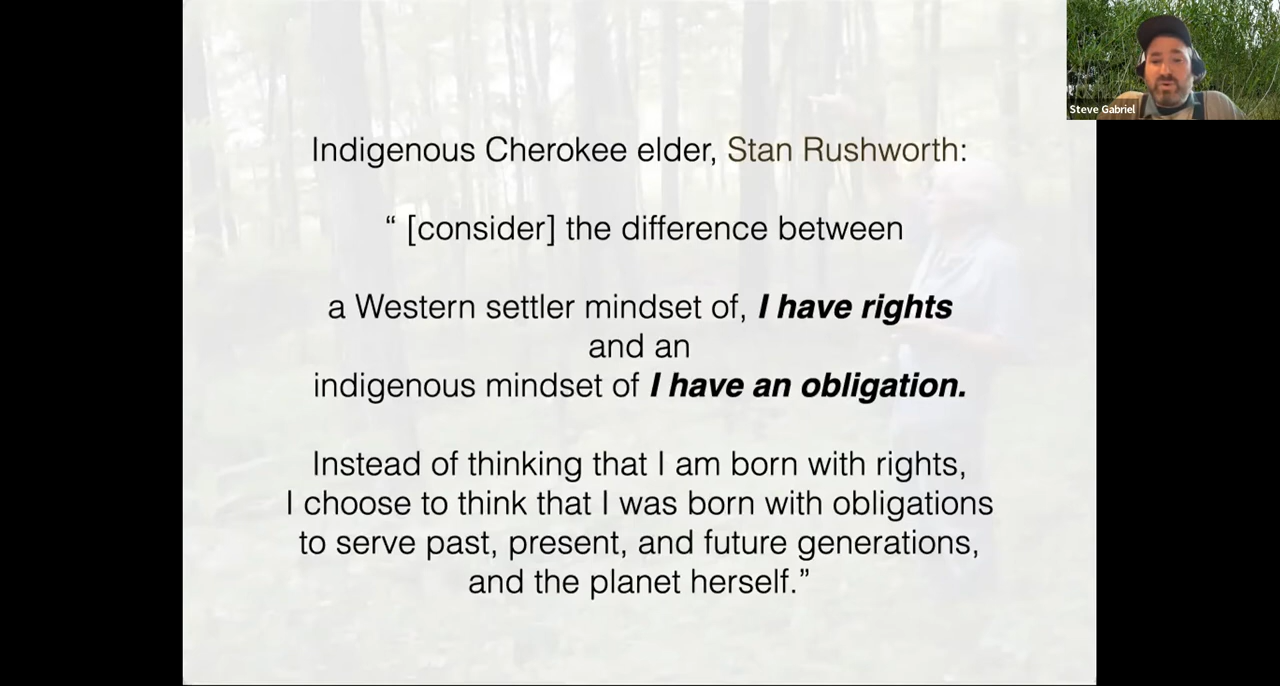 Indigenous Cherokee elder, Stan Rushworth:
“ [consider] the difference between
a Western settler mindset of, I have rights
and an
indigenous mindset of I have an obligation.
Instead of thinking that I am born with rights,
I choose to think that I was born with obligations
to serve past, present, and future generations,
and the planet herself.”
Steve Gabriel